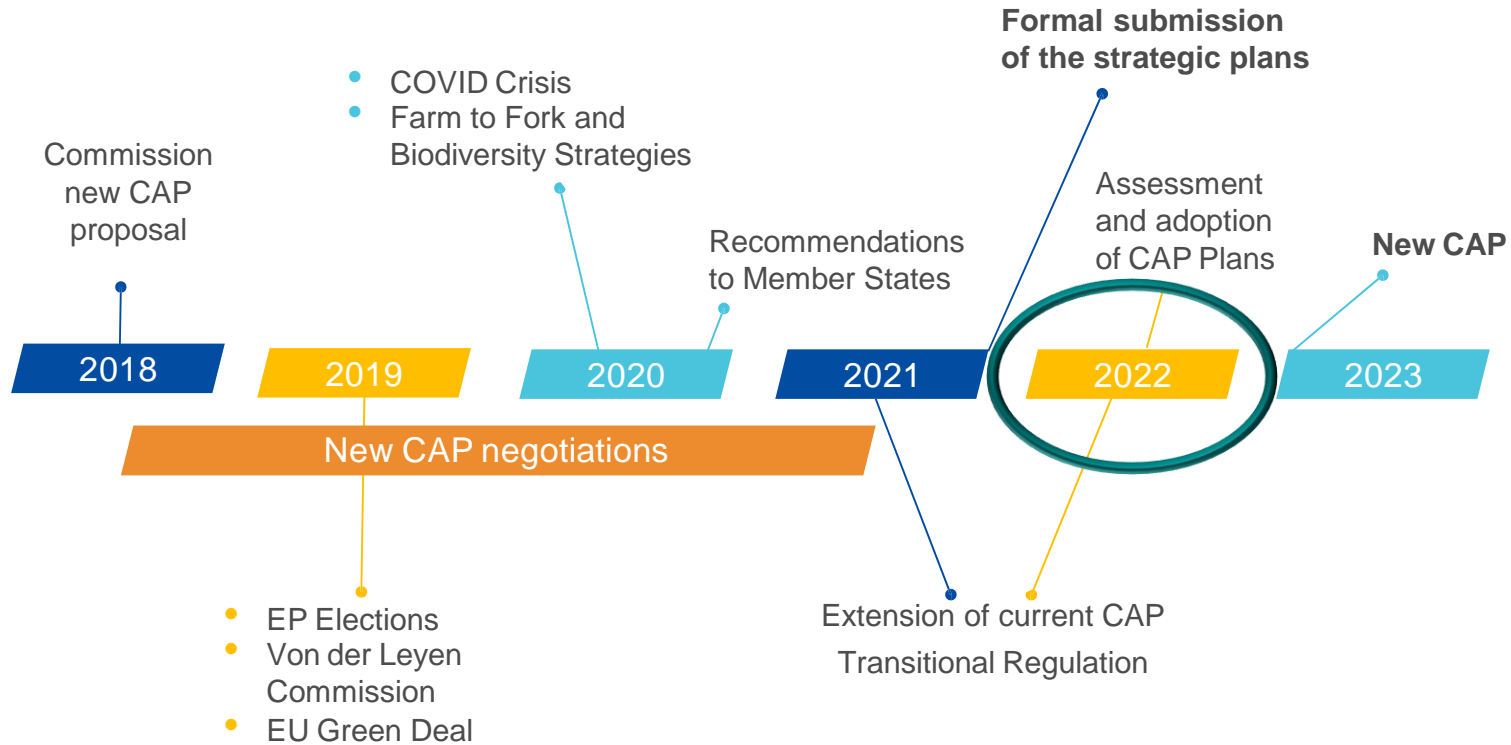 Formal submission
of the strategic plans
COVID Crisis
Farm to Fork and
Biodiversity Strategies
Commission
new CAP
proposal
Assessment
and adoption
of CAP Plans
Recommendations
to Member States
New CAP
2018
2019
2020
2021
2022
2023
New CAP negotiations
EP Elections
Von der Leyen
Commission
EU Green Deal
Extension of current CAP
Transitional Regulation